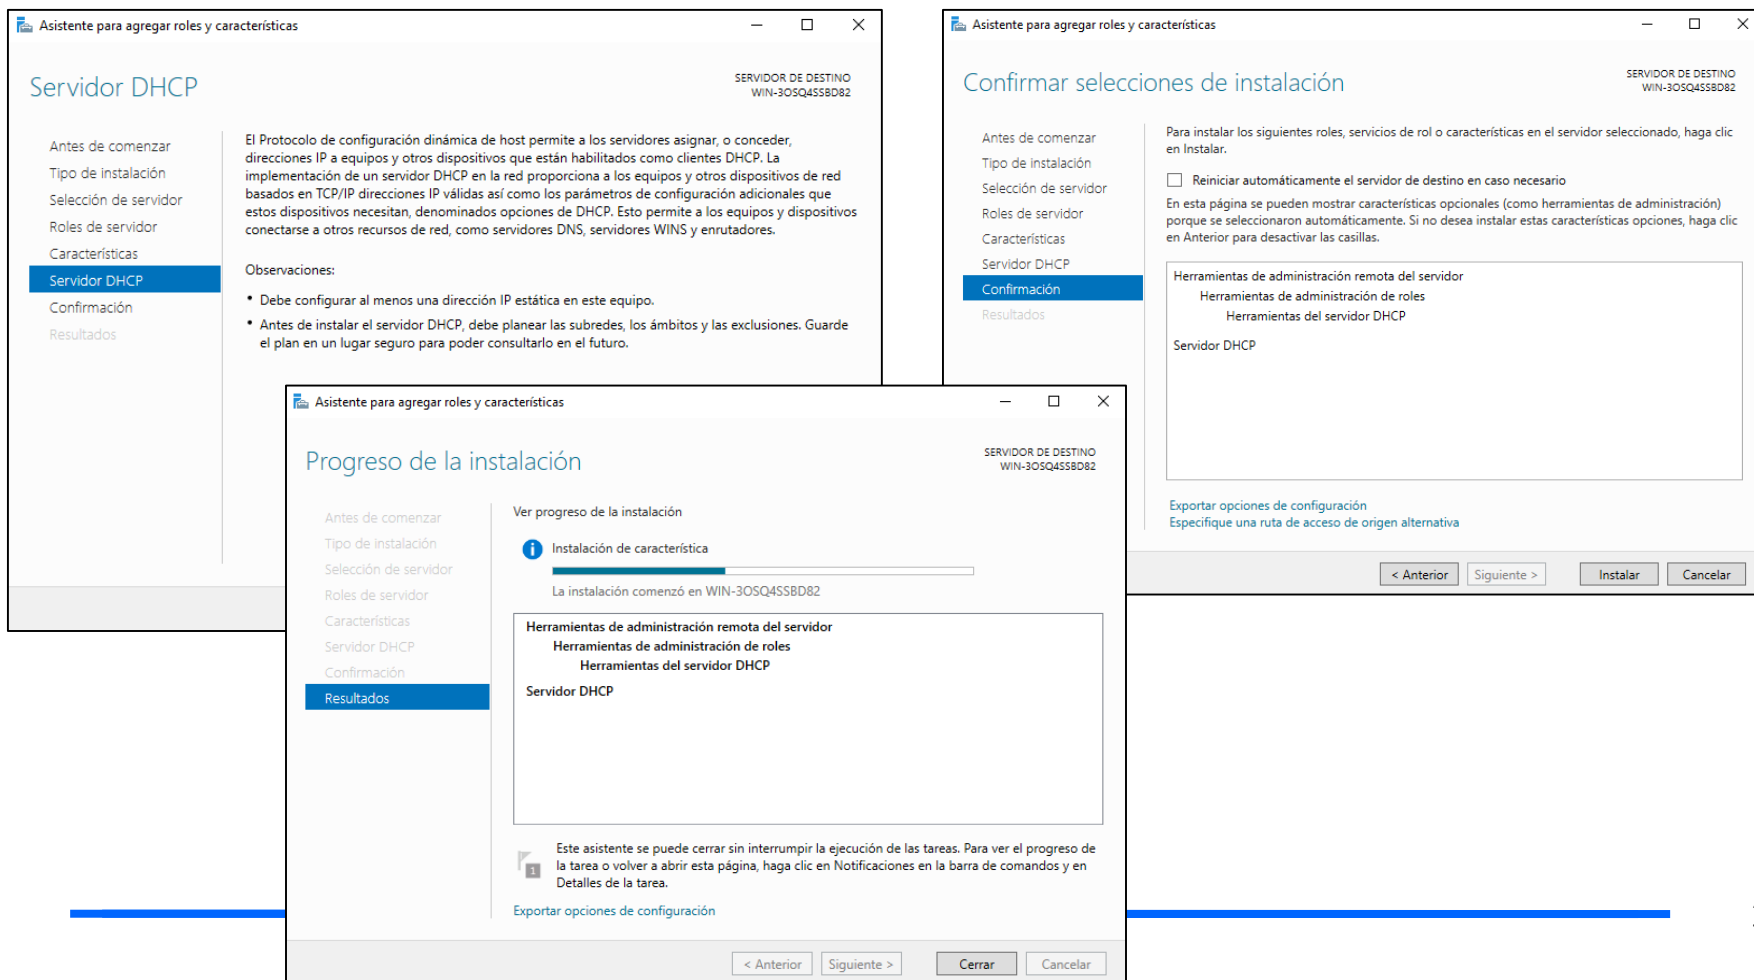 Asistente para agregar roles y características
Servidor DHCP
SERVIDOR DE DESTINO
WIN-3OSQ4SSBD82
Antes de comenzar
Tipo de instalación
Selección de servidor
Roles de servidor
Características
Servidor DHCP
Confirmación
Resultados
El Protocolo de configuración dinámica de host permite a los servidores asignar, o conceder,
direcciones IP a equipos y otros dispositivos que están habilitados como clientes DHCP. La
implementación de un servidor DHCP en la red proporciona a los equipos y otros dispositivos de red
basados en TCP/IP direcciones IP válidas así como los parámetros de configuración adicionales que
estos dispositivos necesitan, denominados opciones de DHCP. Esto permite a los equipos y dispositivos
conectarse a otros recursos de red, como servidores DNS, servidores WINS y enrutadores.
Observaciones:
• Debe configurar al menos una dirección IP estática en este equipo.
• Antes de instalar el servidor DHCP, debe planear las subredes, los ámbitos y las exclusiones. Guarde
el plan en un lugar seguro para poder consultarlo en el futuro.
Asistente para agregar roles y características
Confirmar selecciones de instalación
SERVIDOR DE DESTINO
WIN-3OSQ4SSBD82
Antes de comenzar
Tipo de instalación
Selección de servidor
Roles de servidor
Características
Servidor DHCP
Confirmación
Resultados
Para instalar los siguientes roles, servicios de rol o características en el servidor seleccionado, haga clic
en Instalar.
Reiniciar automáticamente el servidor de destino en caso necesario
En esta página se pueden mostrar características opcionales (como herramientas de administración)
porque se seleccionaron automáticamente. Si no desea instalar estas características opciones, haga clic
en Anterior para desactivar las casillas.
Herramientas de administración remota del servidor
Herramientas de administración de roles
Herramientas del servidor DHCP
Servidor DHCP
Exportar opciones de configuración
Especifique una ruta de acceso de origen alternativa
< Anterior
Siguiente >
Instalar
Cancelar
Asistente para agregar roles y características
Progreso de la instalación
SERVIDOR DE DESTINO
WIN-3OSQ4SSBD82
Antes de comenzar
Tipo de instalación
Selección de servidor
Roles de servidor
Características
Servidor DHCP
Confirmación
Resultados
Ver progreso de la instalación
Instalación de característica
La instalación comenzó en WIN-3OSQ4SSBD82
Herramientas de administración remota del servidor
Herramientas de administración de roles
Herramientas del servidor DHCP
Servidor DHCP
1
Este asistente se puede cerrar sin interrumpir la ejecución de las tareas. Para ver el progreso de
la tarea o volver a abrir esta página, haga clic en Notificaciones en la barra de comandos y en
Detalles de la tarea.
Exportar opciones de configuración
< Anterior
Siguiente >
Cerrar
Cancelar